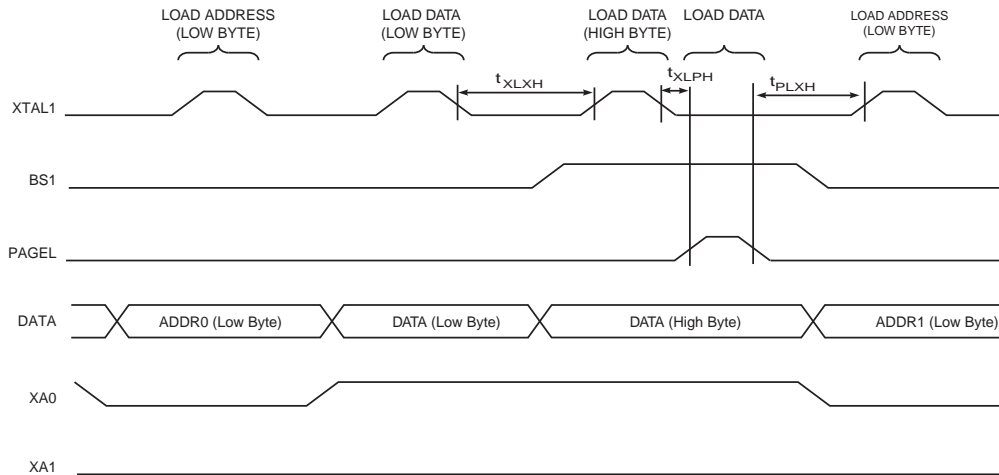 LOAD ADDRESS
(LOW BYTE)
LOAD DATA
(LOW BYTE)
LOAD DATA
(HIGH BYTE)
LOAD DATA
LOAD ADDRESS
(LOW BYTE)
tXLXH
tXLPH
tPLXH
XTAL1
BS1
PAGEL
DATA
ADDR0 (Low Byte)
DATA (Low Byte)
DATA (High Byte)
ADDR1 (Low Byte)
XA0
XA1